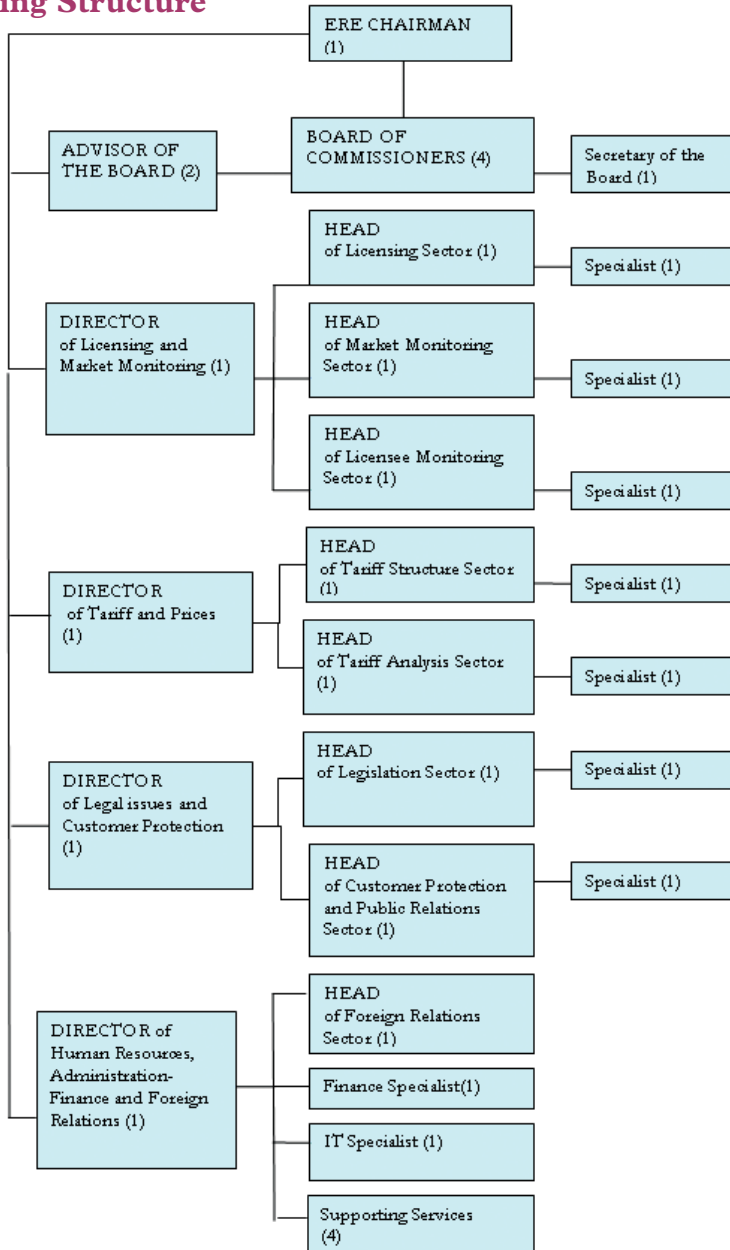 ing Structure
ERE CHAIRMAN
(1)
ADVISOR OF
THE BOARD (2)
BOARD OF
COMMISSIONERS (4)
Secretary of the
Board (1)
DIRECTOR
of Licensing and
Market Monitoring (1)
HEAD
of Licensing Sector (1)
Specialist (1)
HEAD
of Market Monitoring
Sector (1)
Specialist (1)
HEAD
of Licensee Monitoring
Sector (1)
Specialist (1)
DIRECTOR
of Tariff and Prices
(1)
HEAD
of Tariff Structure Sector
(1)
Specialist (1)
HEAD
of Tariff Analysis Sector
(1)
Specialist (1)
DIRECTOR
of Legal issues and
Customer Protection
(1)
HEAD
of Legislation Sector (1)
Specialist (1)
HEAD
of Customer Protection
and Public Relations
Sector (1)
Specialist (1)
DIRECTOR of
Human Resources,
Administration-
Finance and Foreign
Relations (1)
HEAD
of Foreign Relations
Sector (1)
Finance Specialist(1)
IT Specialist (1)
Supporting Services
(4)